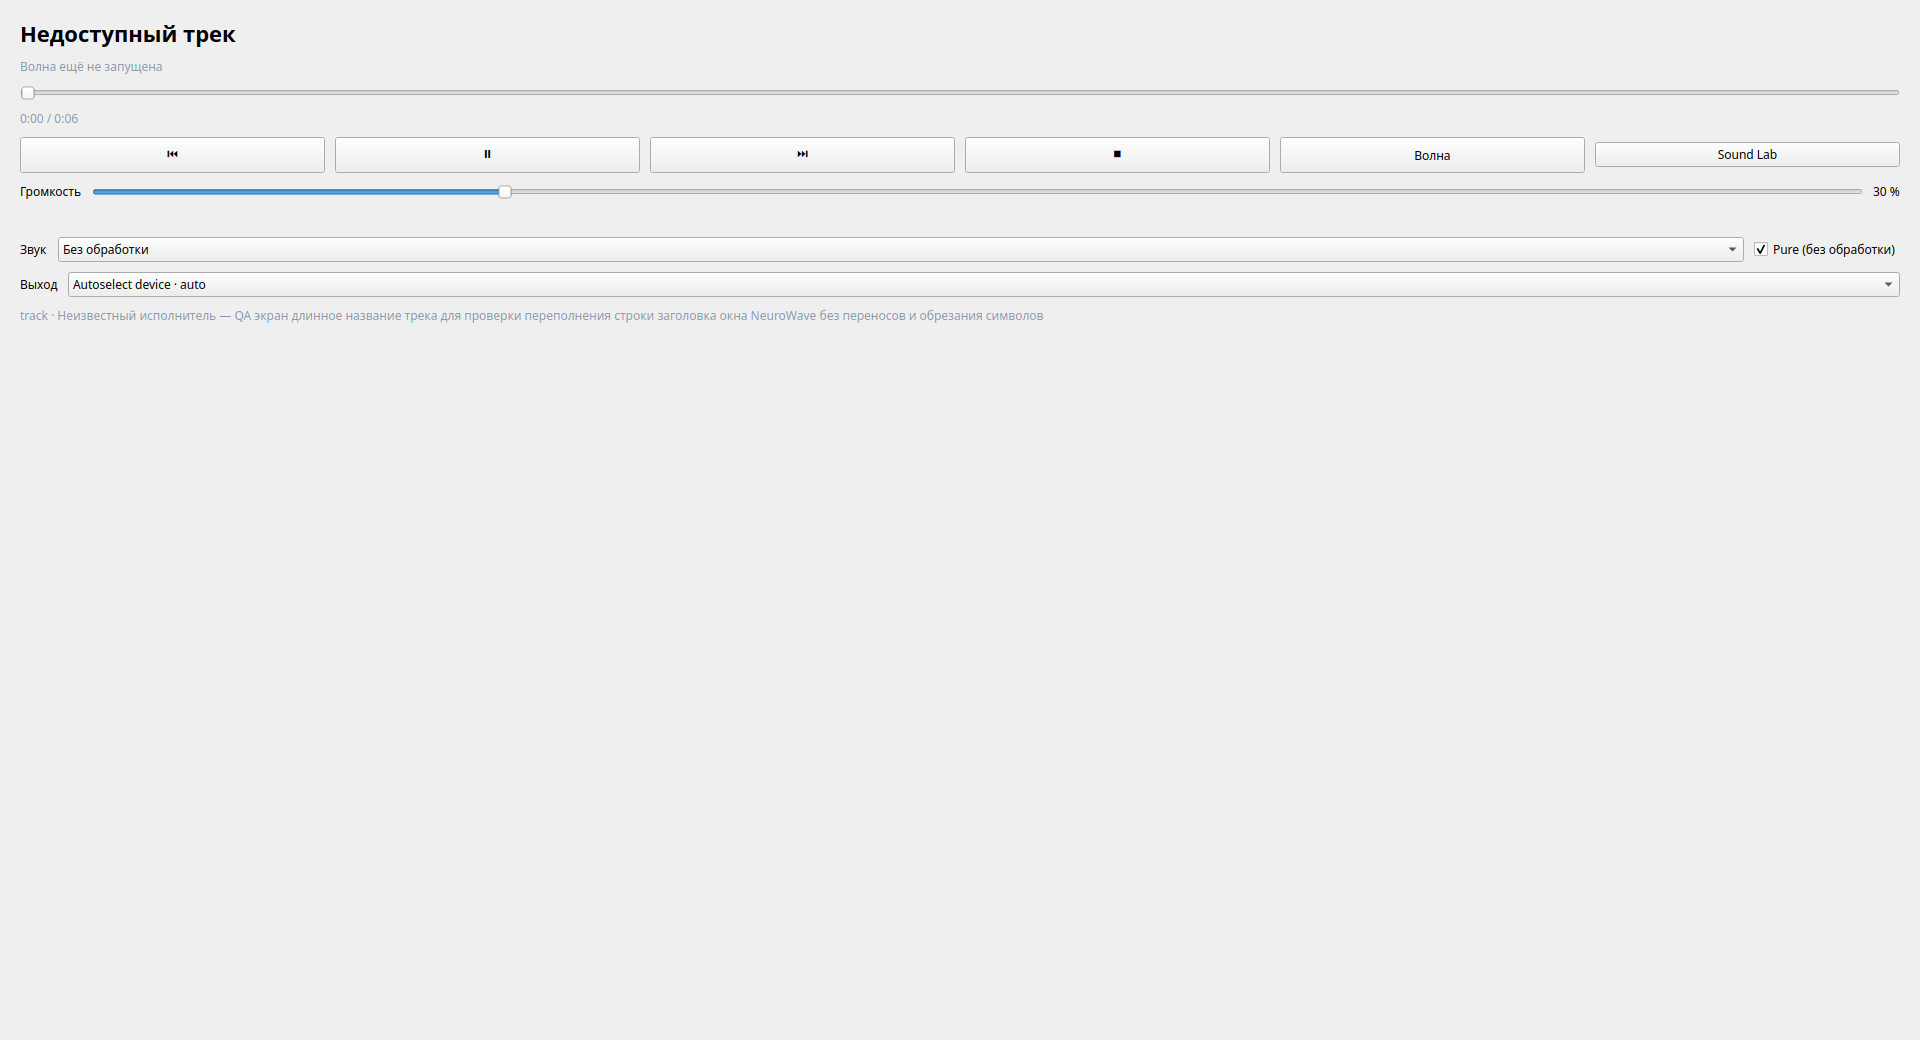 Недоступный трек
Волна ещё не запущена
0:00 / 0:06
Волна
Sound Lab
Громкость 30 %
Звук Без обработки Pure (без обработки)
Выход Autoselect device · auto
track · Неизвестный исполнитель — QA экран длинное название трека для проверки переполнения строки заголовка окна NeuroWave без переносов и обрезания символов